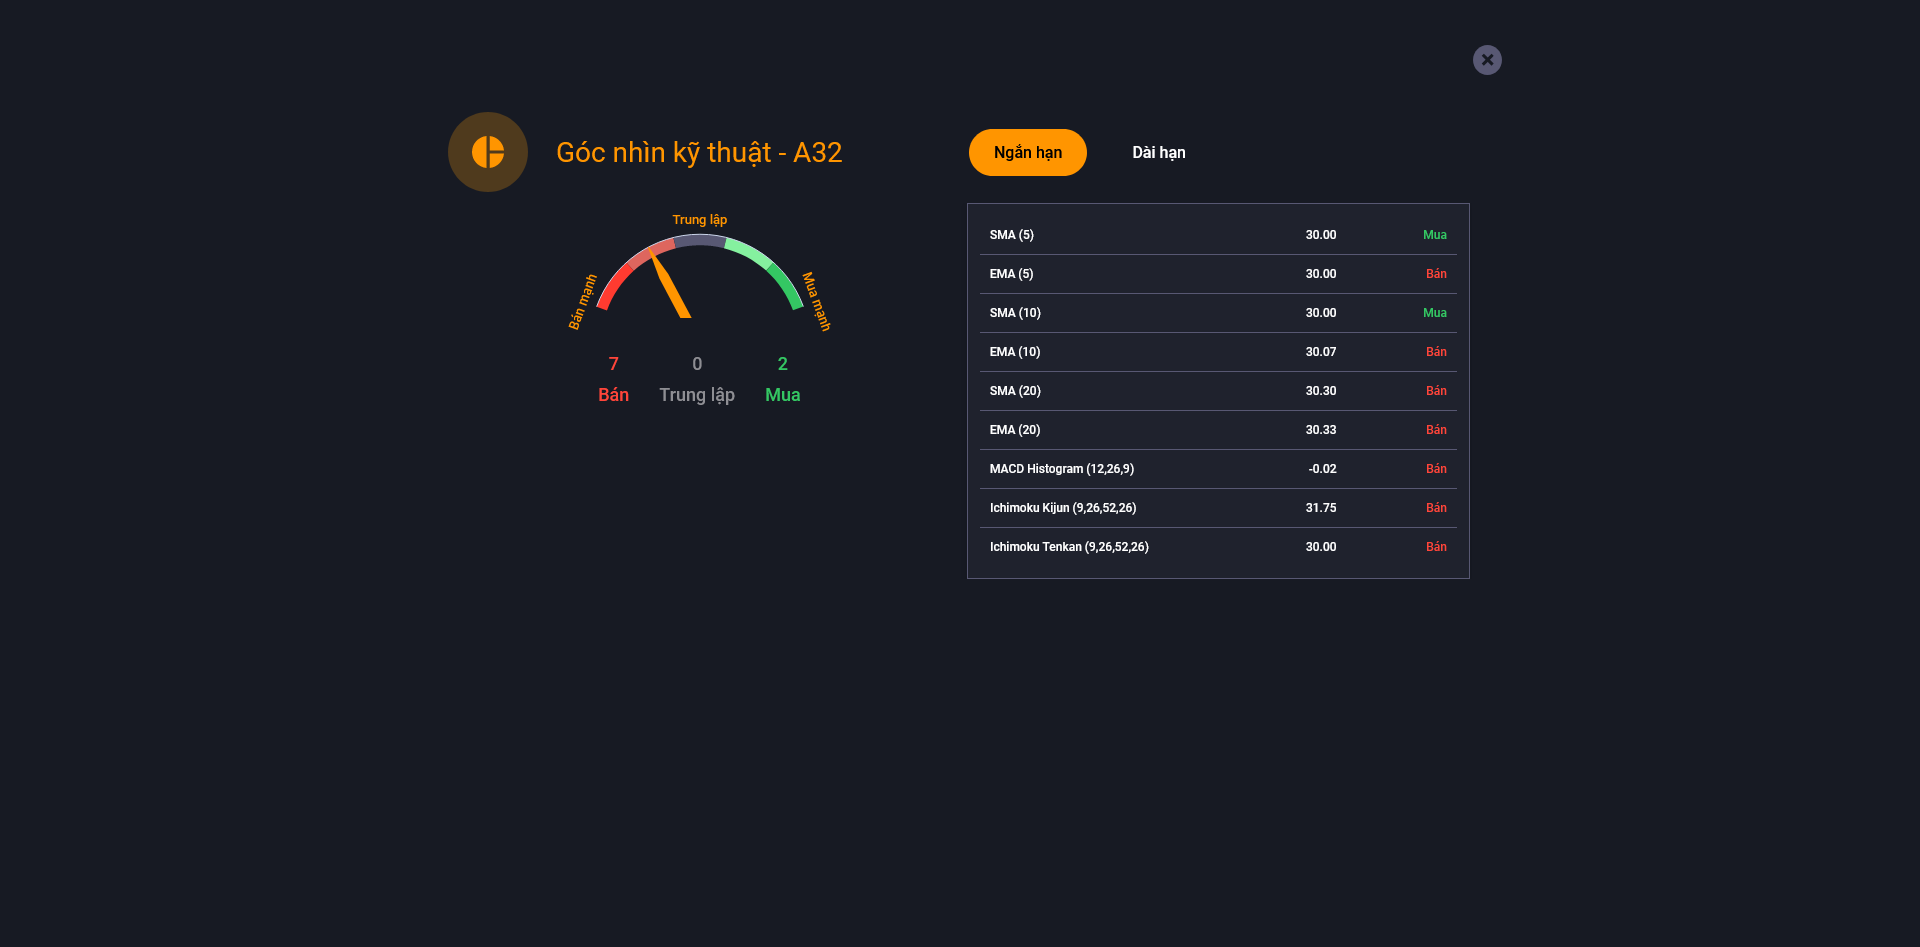 Góc nhìn kỹ thuật - A32
Trung lập
Bán mạnh
Mua mạnh
7 0 2
Bán Trung lập Mua
Ngắn hạn Dài hạn
SMA (5) 30.00 Mua
EMA (5) 30.00 Bán
SMA (10) 30.00 Mua
EMA (10) 30.07 Bán
SMA (20) 30.30 Bán
EMA (20) 30.33 Bán
MACD Histogram (12,26,9) -0.02 Bán
Ichimoku Kijun (9,26,52,26) 31.75 Bán
Ichimoku Tenkan (9,26,52,26) 30.00 Bán